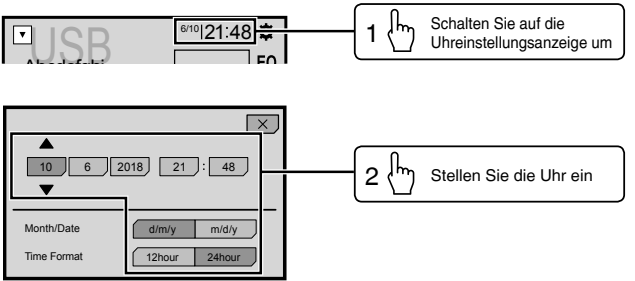 USB
6/10 21:48
EQ
1 Schalten Sie auf die
Uhreinstellungsanzeige um
10 6 2018 21 : 48
2 Stellen Sie die Uhr ein
Month/Date d/m/y m/d/y
Time Format 12hour 24hour